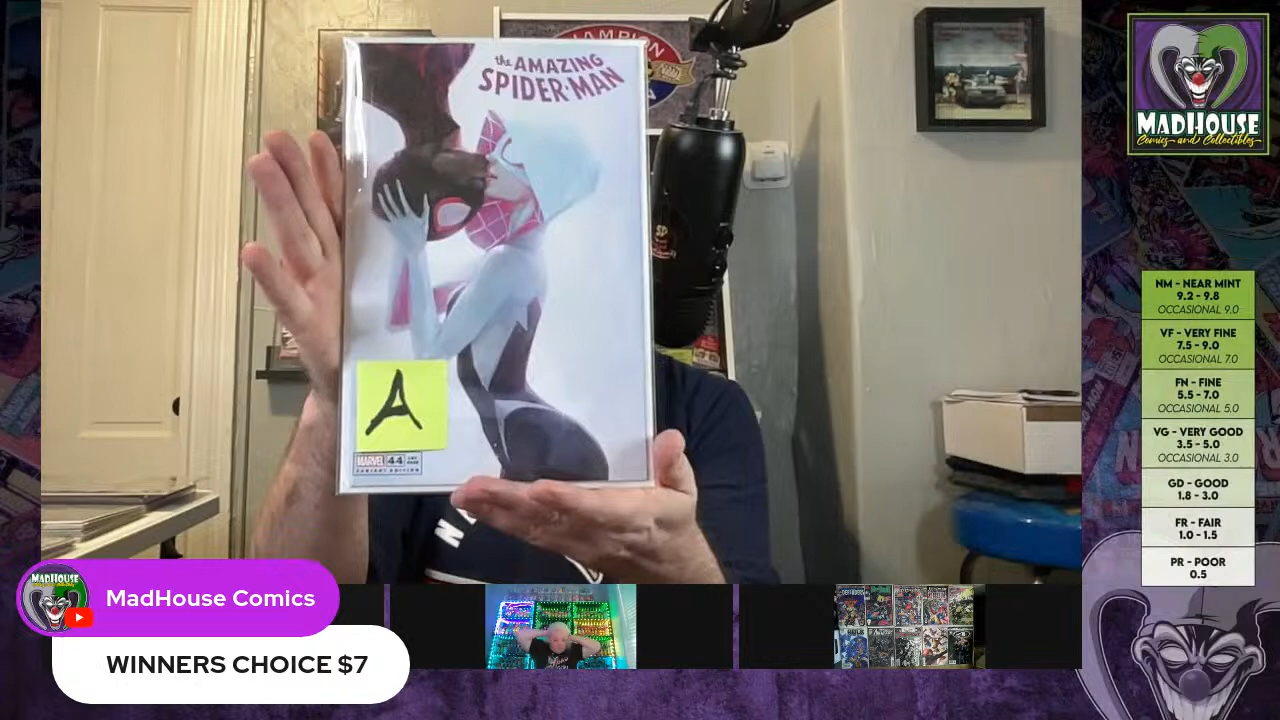 the AMAZING
SPIDER-MAN
A
MARVEL 44
VARIANT EDITION
CHAMPION
SP
MADHOUSE
Comics and Collectibles
NM - NEAR MINT
9.2 - 9.8
OCCASIONAL 9.0
VF - VERY FINE
7.5 - 9.0
OCCASIONAL 7.0
FN - FINE
5.5 - 7.0
OCCASIONAL 5.0
VG - VERY GOOD
3.5 - 5.0
OCCASIONAL 3.0
GD - GOOD
1.8 - 3.0
FR - FAIR
1.0 - 1.5
PR - POOR
0.5
MADHOUSE
MadHouse Comics
WINNERS CHOICE $7